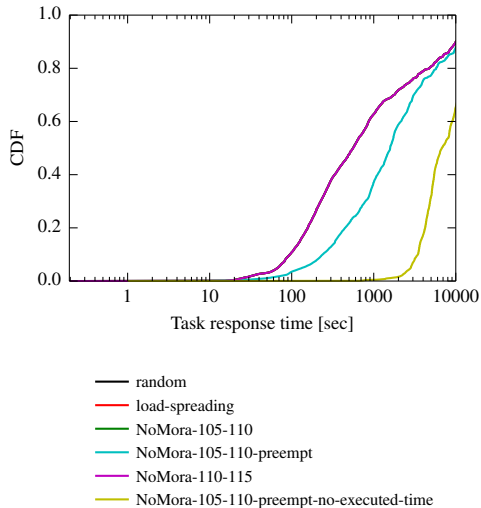 1.0
0.8
0.6
0.4
0.2
0.0
CDF
1 10 100 1000 10000
Task response time [sec]
random
load-spreading
NoMora-105-110
NoMora-105-110-preempt
NoMora-110-115
NoMora-105-110-preempt-no-executed-time